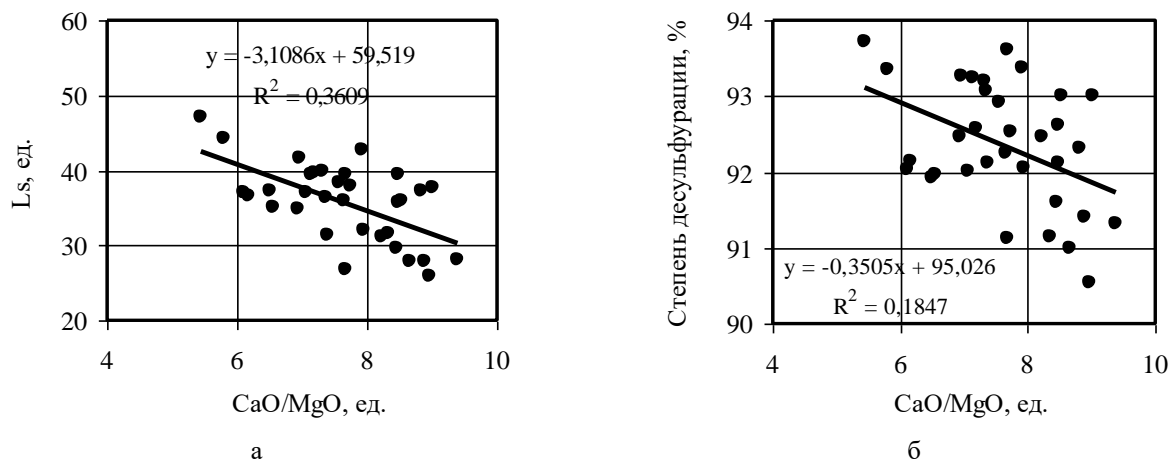 60
50
40
30
20
Ls, ед.
y = -3,1086x + 59,519
R² = 0,3609
4 6 8 10
CaO/MgO, ед.
а
94
93
92
91
90
Степень десульфурации, %
y = -0,3505x + 95,026
R² = 0,1847
4 6 8 10
CaO/MgO, ед.
б